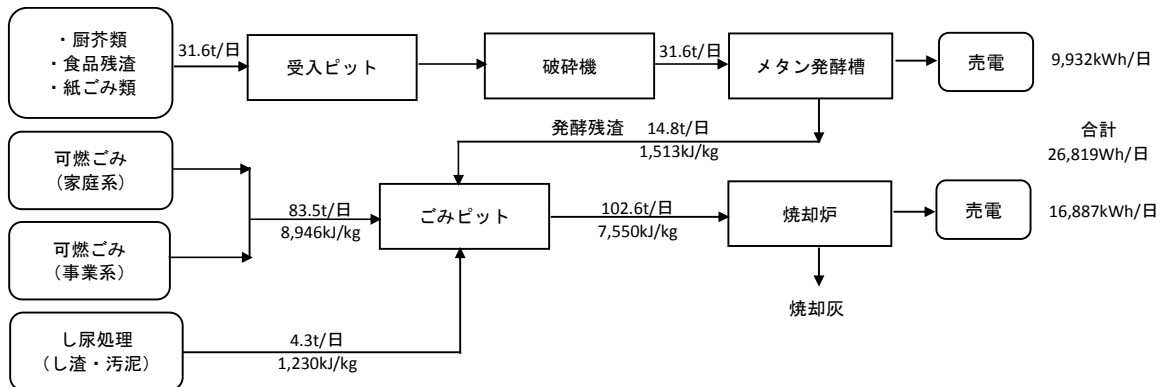 ・厨芥類
・食品残渣
・紙ごみ類
31.6t/日
受入ピット
破砕機
31.6t/日
メタン発酵槽
売電
9,932kWh/日
発酵残渣 14.8t/日
1,513kJ/kg
合計
26,819Wh/日
可燃ごみ
（家庭系）
可燃ごみ
（事業系）
83.5t/日
8,946kJ/kg
ごみピット
102.6t/日
7,550kJ/kg
焼却炉
売電
16,887kWh/日
焼却灰
し尿処理
（し渣・汚泥）
4.3t/日
1,230kJ/kg